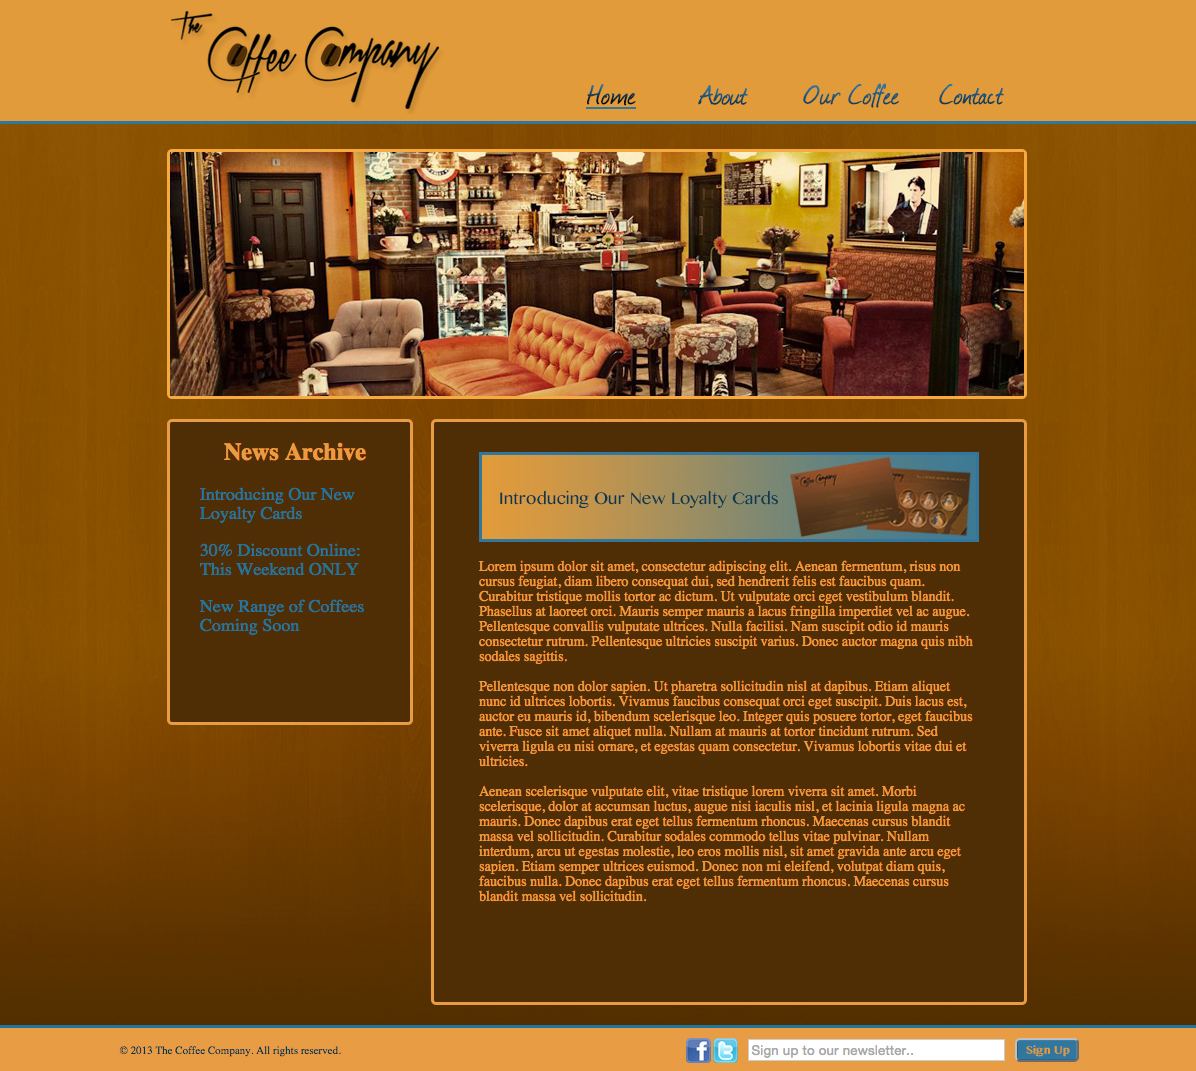 The Coffee Company
Home About Our Coffee Contact
News Archive
Introducing Our New
Loyalty Cards
30% Discount Online:
This Weekend ONLY
New Range of Coffees
Coming Soon
Introducing Our New Loyalty Cards
Coffee Company
Lorem ipsum dolor sit amet, consectetur adipiscing elit. Aenean fermentum, risus non
cursus feugiat, diam libero consequat dui, sed hendrerit felis est faucibus quam.
Curabitur tristique mollis tortor ac dictum. Ut vulputate orci eget vestibulum blandit.
Phasellus at laoreet orci. Mauris semper mauris a lacus fringilla imperdiet vel ac augue.
Pellentesque convallis vulputate ultrices. Nulla facilisi. Nam suscipit odio id mauris
consectetur rutrum. Pellentesque ultricies suscipit varius. Donec auctor magna quis nibh
sodales sagittis.
Pellentesque non dolor sapien. Ut pharetra sollicitudin nisl at dapibus. Etiam aliquet
nunc id ultrices lobortis. Vivamus faucibus consequat orci eget suscipit. Duis lacus est,
auctor eu mauris id, bibendum scelerisque leo. Integer quis posuere tortor, eget faucibus
ante. Fusce sit amet aliquet nulla. Nullam at mauris at tortor tincidunt rutrum. Sed
viverra ligula eu nisi ornare, et egestas quam consectetur. Vivamus lobortis vitae dui et
ultricies.
Aenean scelerisque vulputate elit, vitae tristique lorem viverra sit amet. Morbi
scelerisque, dolor at accumsan luctus, augue nisi iaculis nisl, et lacinia ligula magna ac
mauris. Donec dapibus erat eget tellus fermentum rhoncus. Maecenas cursus blandit
massa vel sollicitudin. Curabitur sodales commodo tellus vitae pulvinar. Nullam
interdum, arcu ut egestas molestie, leo eros mollis nisl, sit amet gravida ante arcu eget
sapien. Etiam semper ultrices euismod. Donec non mi eleifend, volutpat diam quis,
faucibus nulla. Donec dapibus erat eget tellus fermentum rhoncus. Maecenas cursus
blandit massa vel sollicitudin.
© 2013 The Coffee Company. All rights reserved.
Sign up to our newsletter..
Sign Up